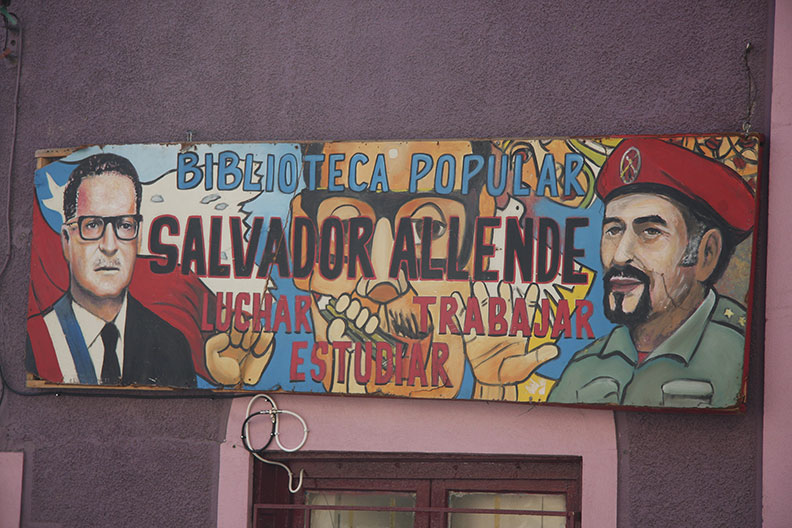 BIBLIOTECA POPULAR
SALVADOR ALLENDE
LUCHAR TRABAJAR
ESTUDIAR